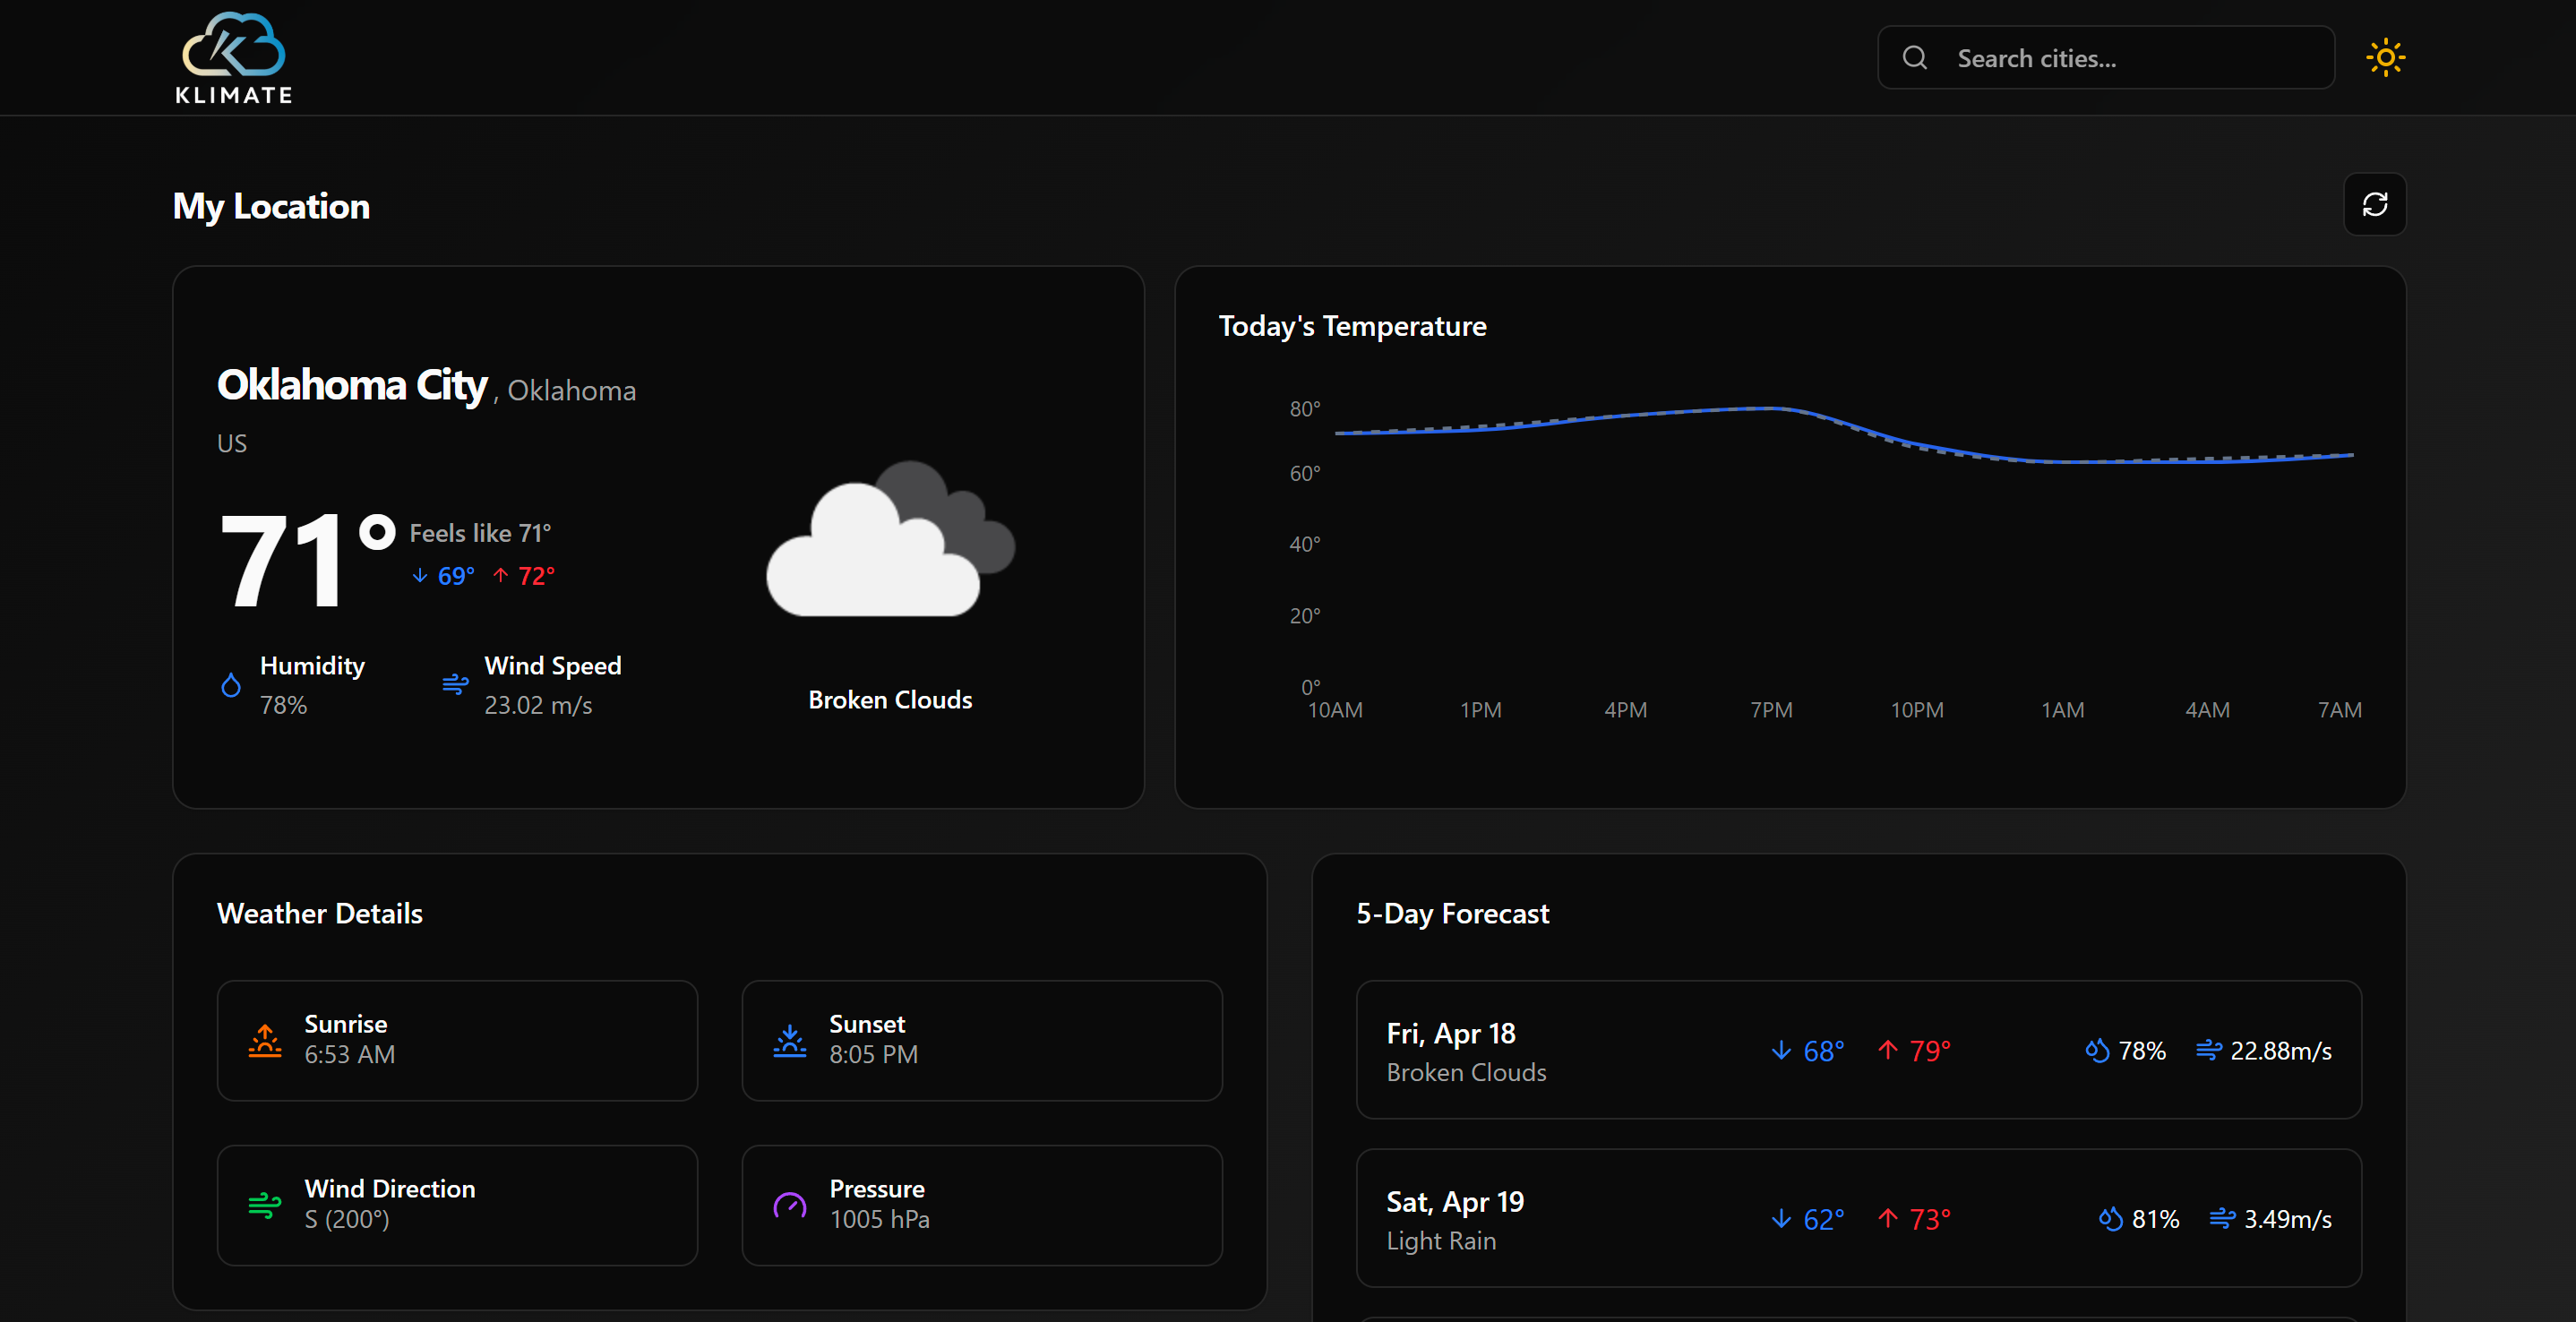 KLIMATE
Search cities...
My Location
Oklahoma City , Oklahoma
US
71°
Feels like 71°
69° 72°
Humidity
78%
Wind Speed
23.02 m/s
Broken Clouds
Today's Temperature
80°
60°
40°
20°
0°
10AM 1PM 4PM 7PM 10PM 1AM 4AM 7AM
Weather Details
Sunrise
6:53 AM
Sunset
8:05 PM
Wind Direction
S (200°)
Pressure
1005 hPa
5-Day Forecast
Fri, Apr 18
Broken Clouds
68° 79° 78% 22.88m/s
Sat, Apr 19
Light Rain
62° 73° 81% 3.49m/s